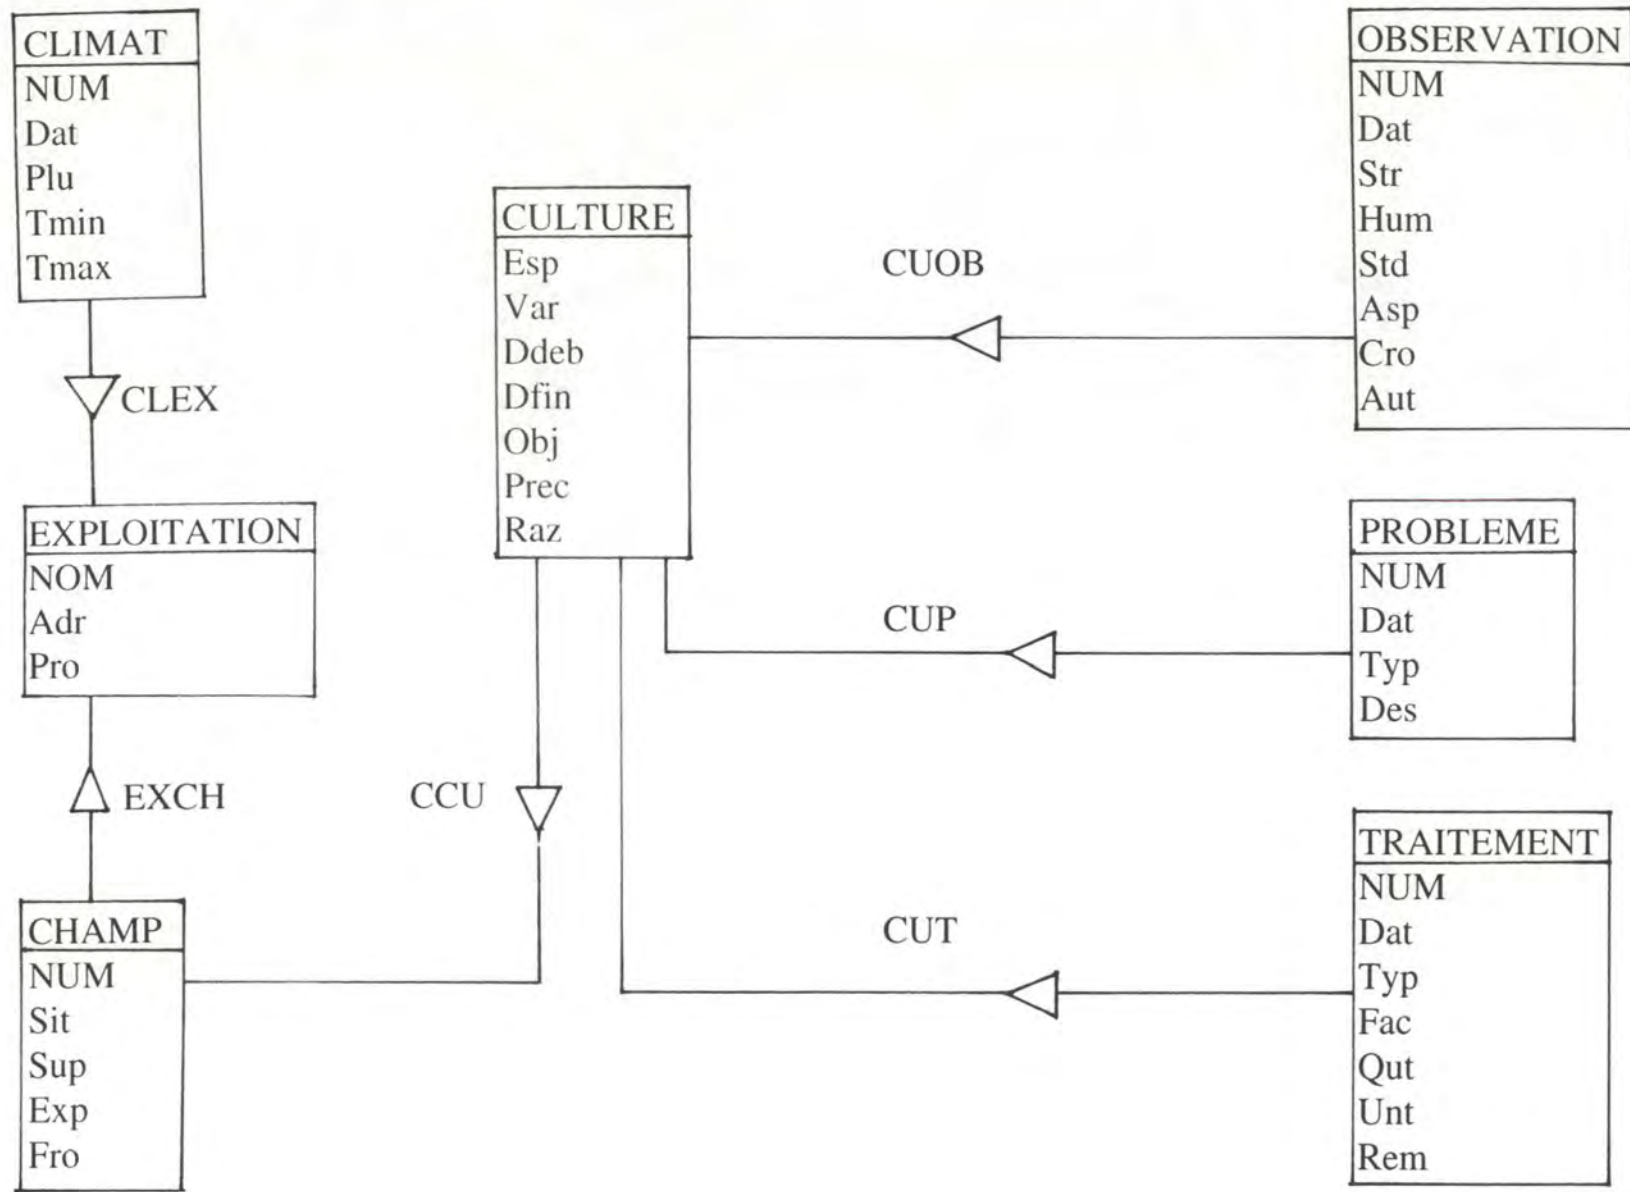 CLIMAT
NUM
Dat
Plu
Tmin
Tmax
CLEX
EXPLOITATION
NOM
Adr
Pro
EXCH
CHAMP
NUM
Sit
Sup
Exp
Fro
CULTURE
Esp
Var
Ddeb
Dfin
Obj
Prec
Raz
CCU
CUOB
CUP
CUT
OBSERVATION
NUM
Dat
Str
Hum
Std
Asp
Cro
Aut
PROBLEME
NUM
Dat
Typ
Des
TRAITEMENT
NUM
Dat
Typ
Fac
Qut
Unt
Rem